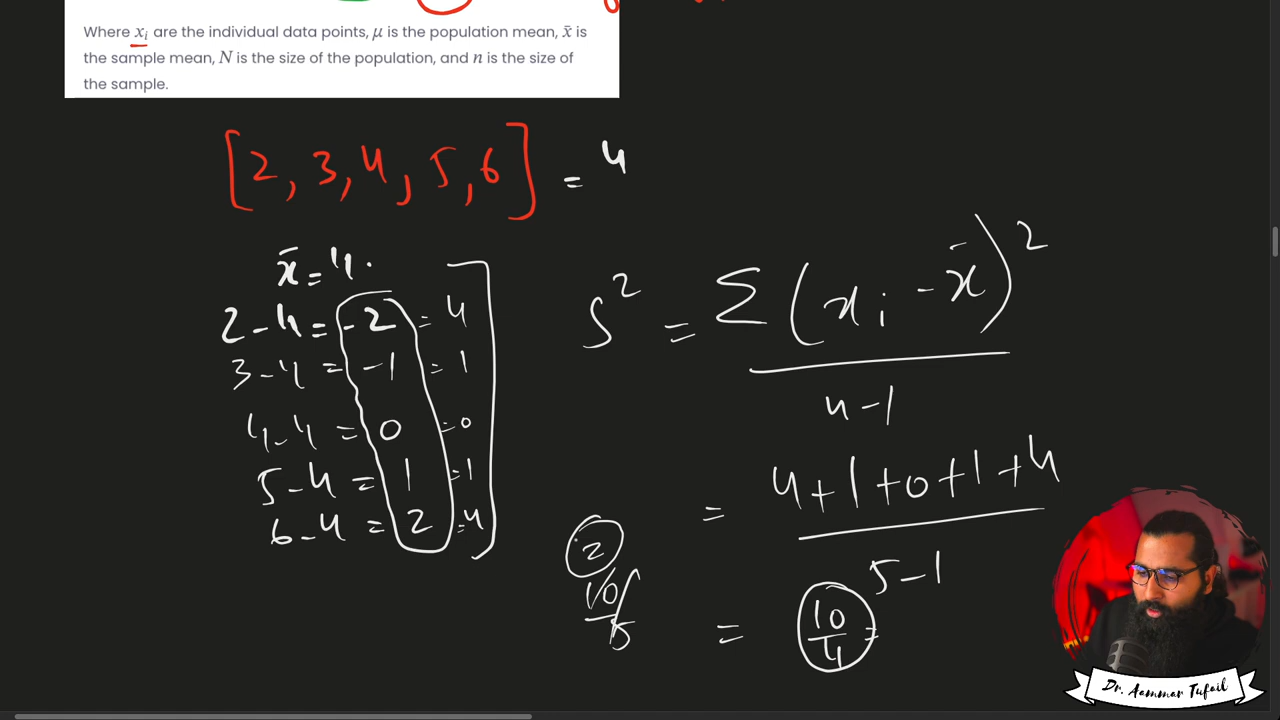 Where xᵢ are the individual data points, μ is the population mean, x̄ is
the sample mean, N is the size of the population, and n is the size of
the sample.
[2, 3, 4, 5, 6] = 4
x̄ = 4.
2 - 4 = -2 = 4
3 - 4 = -1 = 1
4 - 4 = 0 = 0
5 - 4 = 1 = 1
6 - 4 = 2 = 4
S² = Σ(xᵢ - x̄)²
n - 1
= 4 + 1 + 0 + 1 + 4
5 - 1
2
10/5
= 10/4 =
Dr. Aammar Tufail